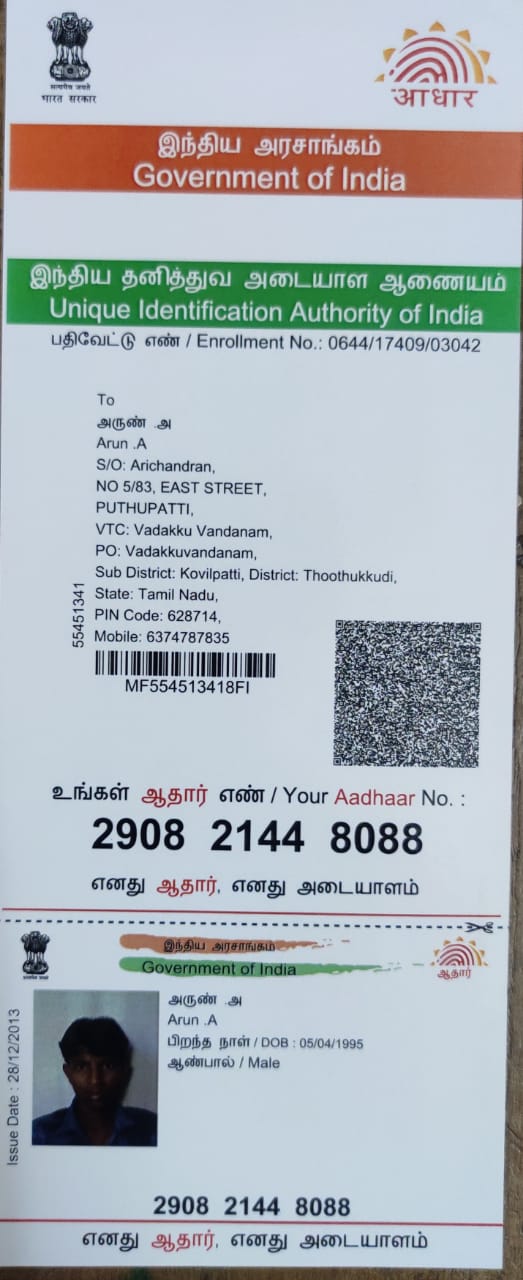 सत्यमेव जयते
भारत सरकार
आधार
இந்திய அரசாங்கம்
Government of India
இந்திய தனித்துவ அடையாள ஆணையம்
Unique Identification Authority of India
பதிவேட்டு எண் / Enrollment No.: 0644/17409/03042
To
அருண் .அ
Arun .A
S/O: Arichandran,
NO 5/83, EAST STREET,
PUTHUPATTI,
VTC: Vadakku Vandanam,
PO: Vadakkuvandanam,
Sub District: Kovilpatti, District: Thoothukkudi,
State: Tamil Nadu,
PIN Code: 628714,
Mobile: 6374787835
55451341
MF554513418FI
உங்கள் ஆதார் எண் / Your Aadhaar No. :
2908 2144 8088
எனது ஆதார், எனது அடையாளம்
இந்திய அரசாங்கம்
Government of India
ஆதார்
அருண் .அ
Arun .A
பிறந்த நாள் / DOB : 05/04/1995
ஆண்பால் / Male
Issue Date : 28/12/2013
2908 2144 8088
எனது ஆதார், எனது அடையாளம்